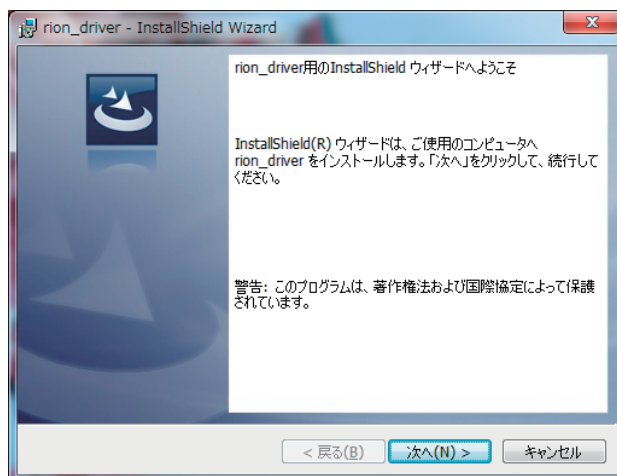 rion_driver - InstallShield Wizard
rion_driver用のInstallShield ウィザードへようこそ
InstallShield(R) ウィザードは、ご使用のコンピュータへ
rion_driver をインストールします。「次へ」をクリックして、続行して
ください。
警告: このプログラムは、著作権法および国際協定によって保護
されています。
< 戻る(B)
次へ(N) >
キャンセル